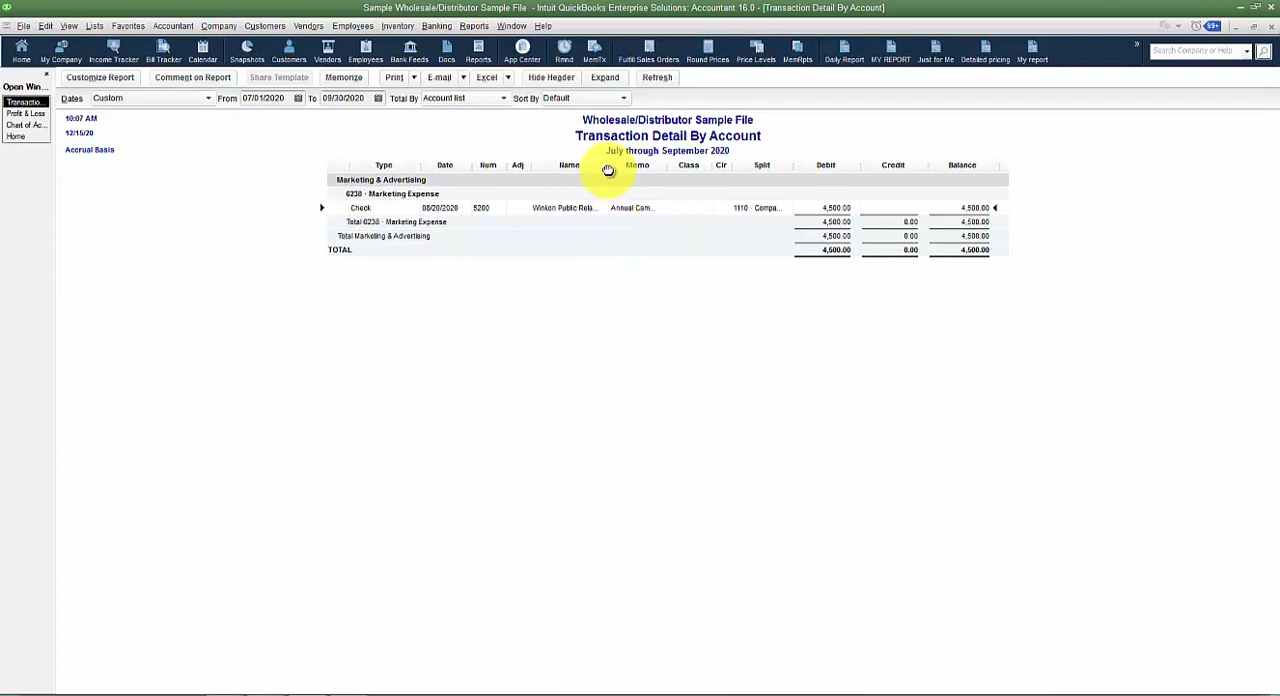 Sample Wholesale/Distributor Sample File - Intuit QuickBooks Enterprise Solutions: Accountant 16.0 - [Transaction Detail By Account]
File Edit View Lists Favorites Accountant Company Customers Vendors Employees Inventory Banking Reports Window Help 99+
Home My Company Income Tracker Bill Tracker Calendar Snapshots Customers Vendors Employees Bank Feeds Docs Reports App Center Rmnd MemTx Fulfill Sales Orders Round Prices Price Levels MemRpts Daily Report MY REPORT Just for Me Detailed pricing My report » Search Company or Help
Customize Report Comment on Report Share Template Memorize Print E-mail Excel Hide Header Expand Refresh
Open Win...
Dates Custom From 07/01/2020 To 09/30/2020 Total By Account list Sort By Default
Transactio...
Profit & Loss
Chart of Ac...
Home
10:07 AM
12/15/20
Accrual Basis
Wholesale/Distributor Sample File
Transaction Detail By Account
July through September 2020
Type Date Num Adj Name Memo Class Clr Split Debit Credit Balance
Marketing & Advertising
6238 · Marketing Expense
Check 08/20/2020 5200 Winkon Public Rela... Annual Cam... 1110 · Compa... 4,500.00 4,500.00
Total 6238 · Marketing Expense 4,500.00 0.00 4,500.00
Total Marketing & Advertising 4,500.00 0.00 4,500.00
TOTAL 4,500.00 0.00 4,500.00